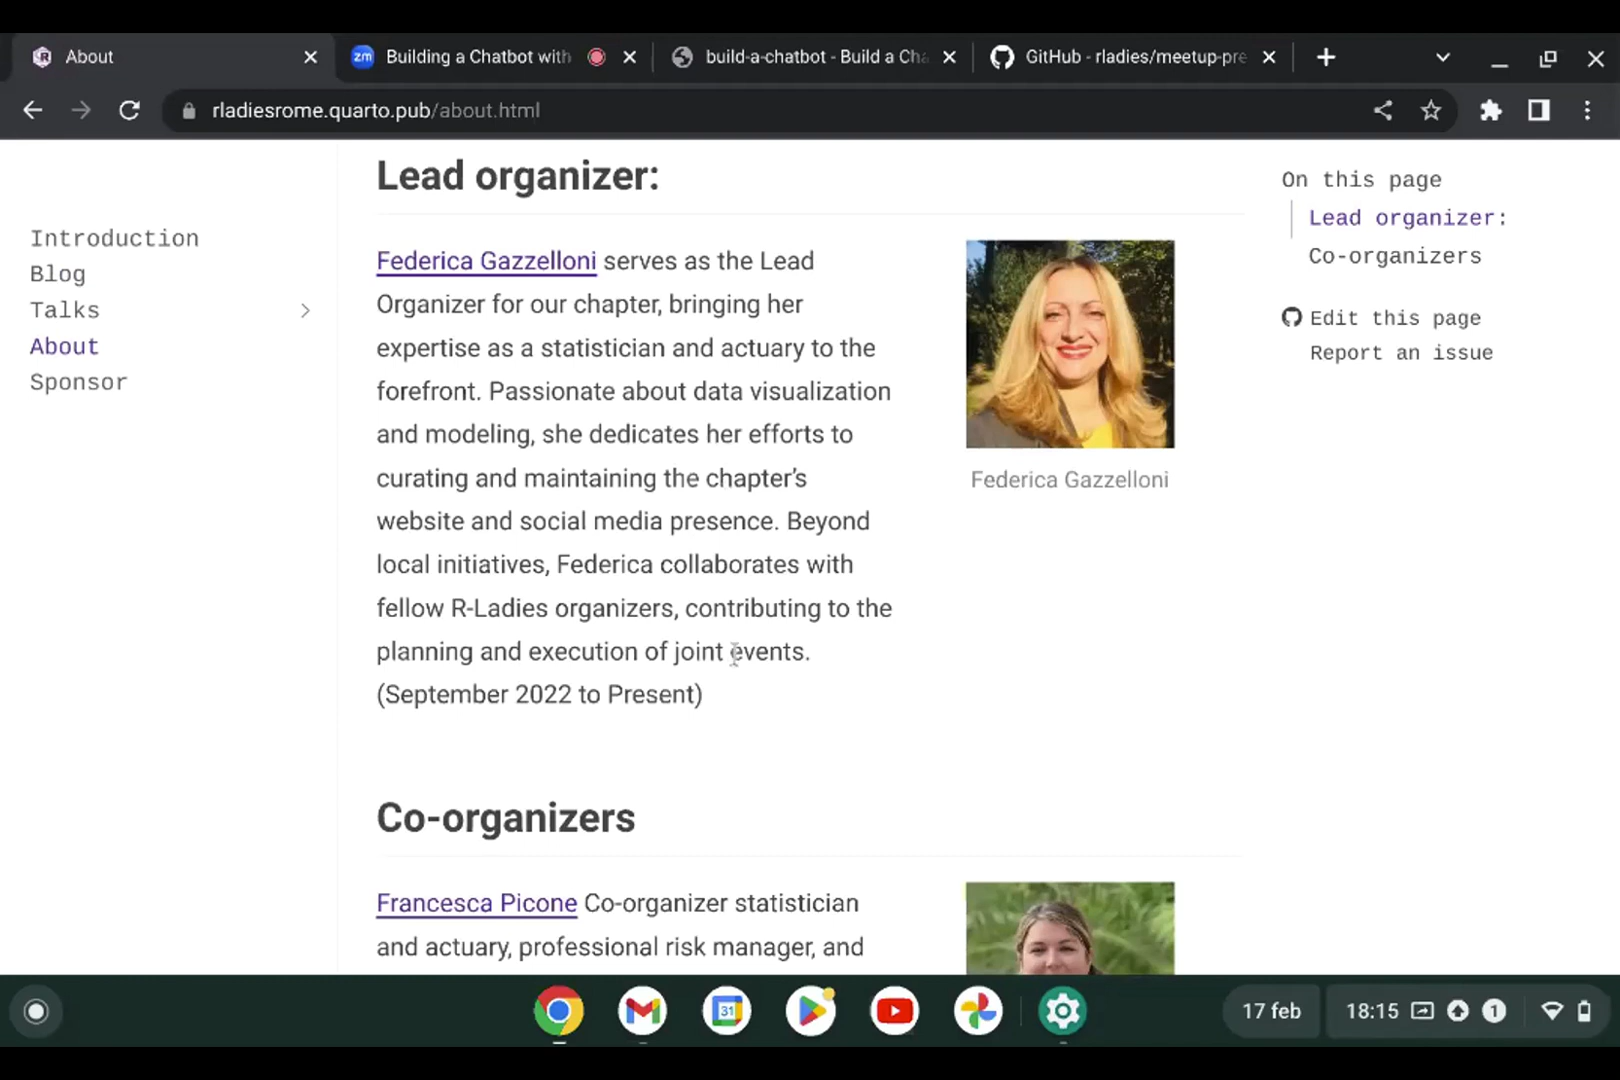 About
Building a Chatbot with
build-a-chatbot - Build a Cha
GitHub - rladies/meetup-pre
rladiesrome.quarto.pub/about.html
Introduction
Blog
Talks
About
Sponsor
Lead organizer:
Federica Gazzelloni serves as the Lead
Organizer for our chapter, bringing her
expertise as a statistician and actuary to the
forefront. Passionate about data visualization
and modeling, she dedicates her efforts to
curating and maintaining the chapter's
website and social media presence. Beyond
local initiatives, Federica collaborates with
fellow R-Ladies organizers, contributing to the
planning and execution of joint events.
(September 2022 to Present)
Federica Gazzelloni
Co-organizers
Francesca Picone Co-organizer statistician
and actuary, professional risk manager, and
On this page
Lead organizer:
Co-organizers
Edit this page
Report an issue
17 feb
18:15
1
zm
R
31